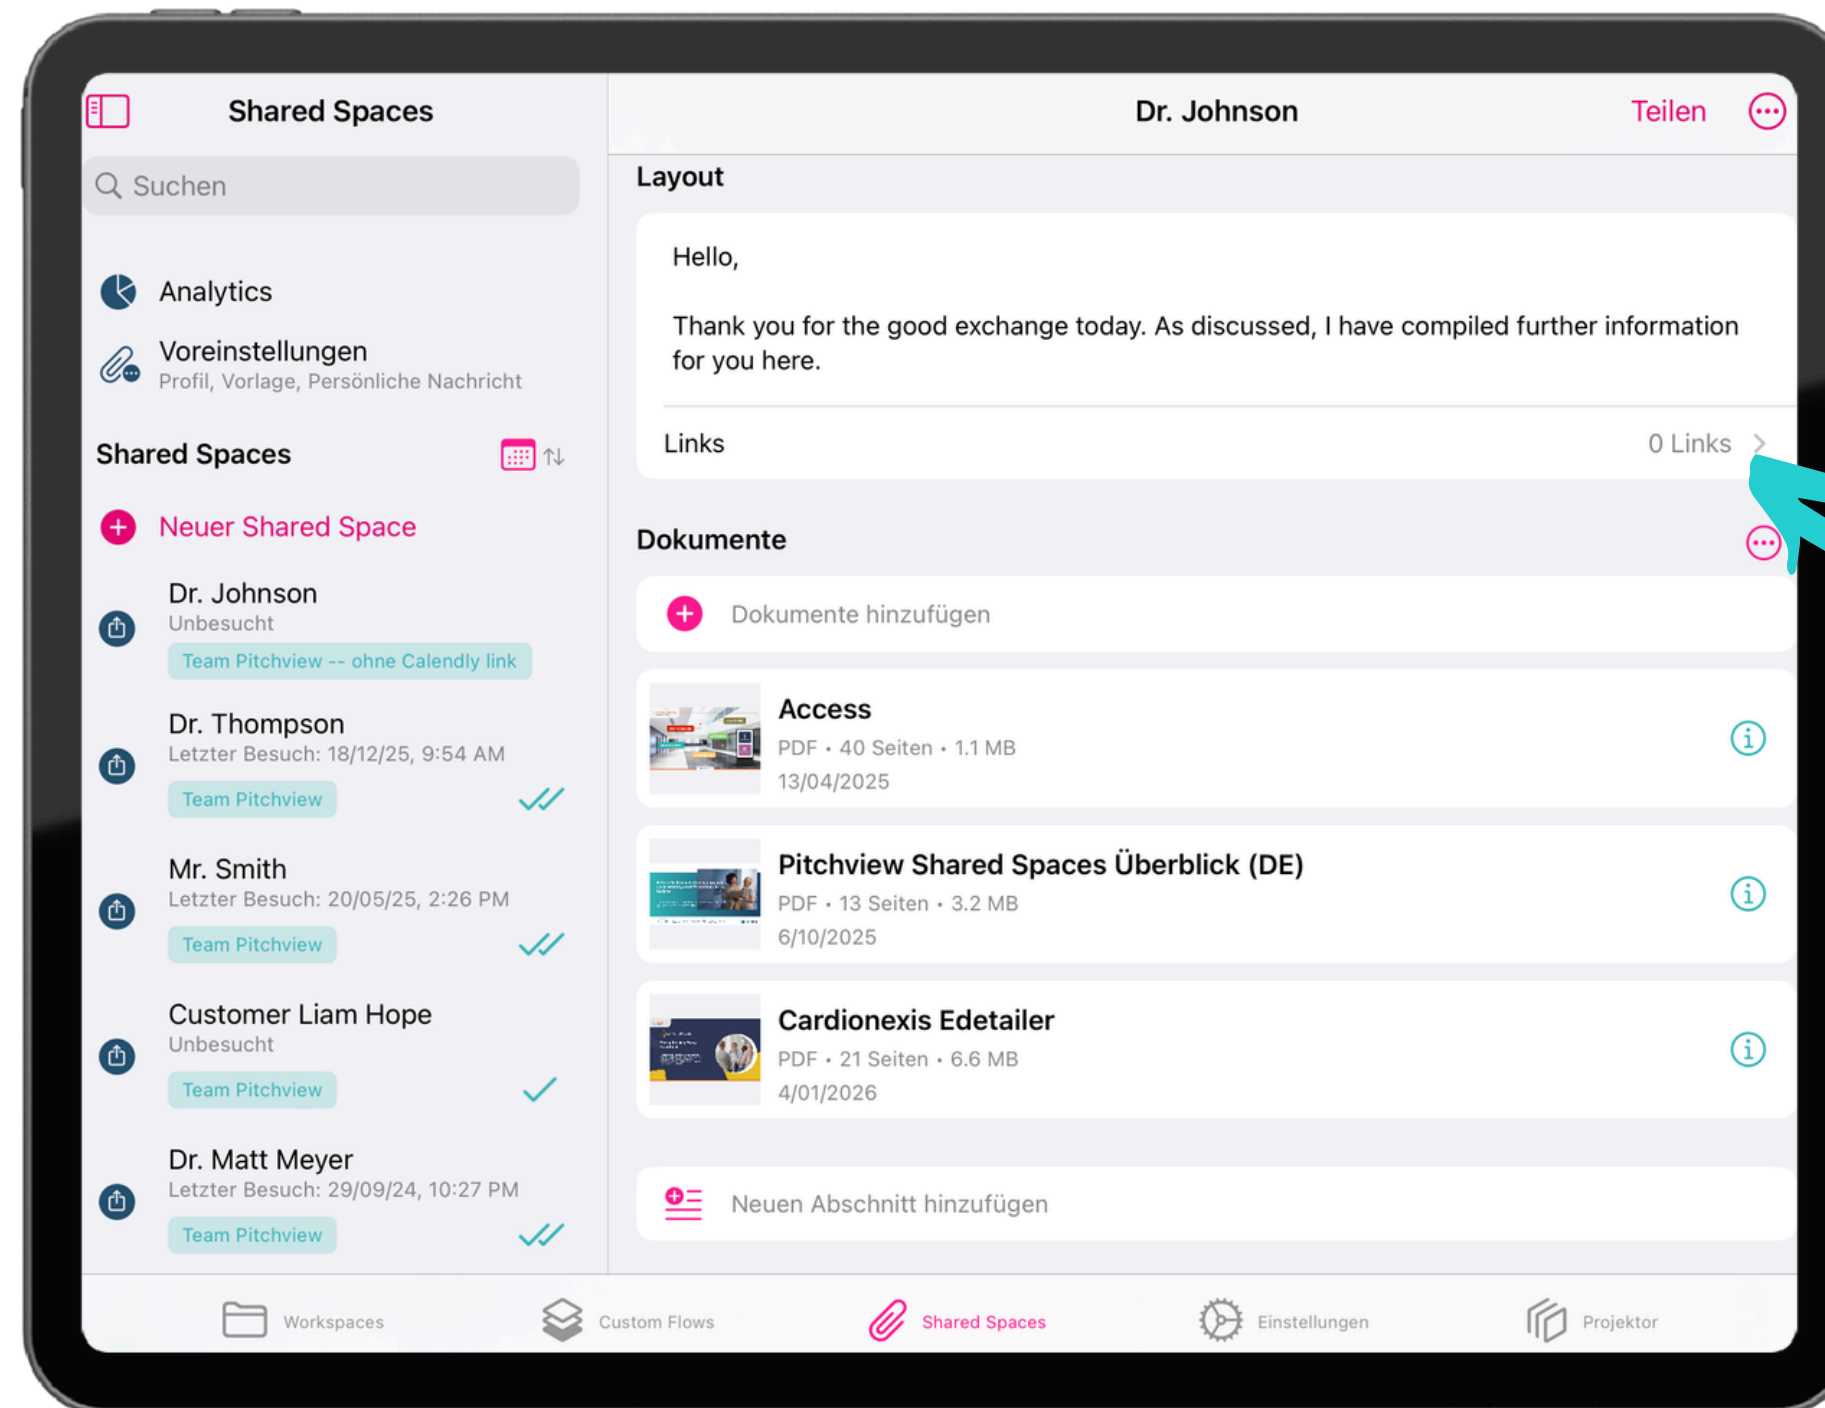 Shared Spaces
Suchen
Analytics
Voreinstellungen
Profil, Vorlage, Persönliche Nachricht
Shared Spaces
Neuer Shared Space
Dr. Johnson
Unbesucht
Team Pitchview -- ohne Calendly link
Dr. Thompson
Letzter Besuch: 18/12/25, 9:54 AM
Team Pitchview
Mr. Smith
Letzter Besuch: 20/05/25, 2:26 PM
Team Pitchview
Customer Liam Hope
Unbesucht
Team Pitchview
Dr. Matt Meyer
Letzter Besuch: 29/09/24, 10:27 PM
Team Pitchview
Dr. Johnson
Teilen
Layout
Hello,
Thank you for the good exchange today. As discussed, I have compiled further information
for you here.
Links
0 Links
Dokumente
Dokumente hinzufügen
Access
PDF • 40 Seiten • 1.1 MB
13/04/2025
Pitchview Shared Spaces Überblick (DE)
PDF • 13 Seiten • 3.2 MB
6/10/2025
Cardionexis Edetailer
PDF • 21 Seiten • 6.6 MB
4/01/2026
Neuen Abschnitt hinzufügen
Workspaces
Custom Flows
Shared Spaces
Einstellungen
Projektor